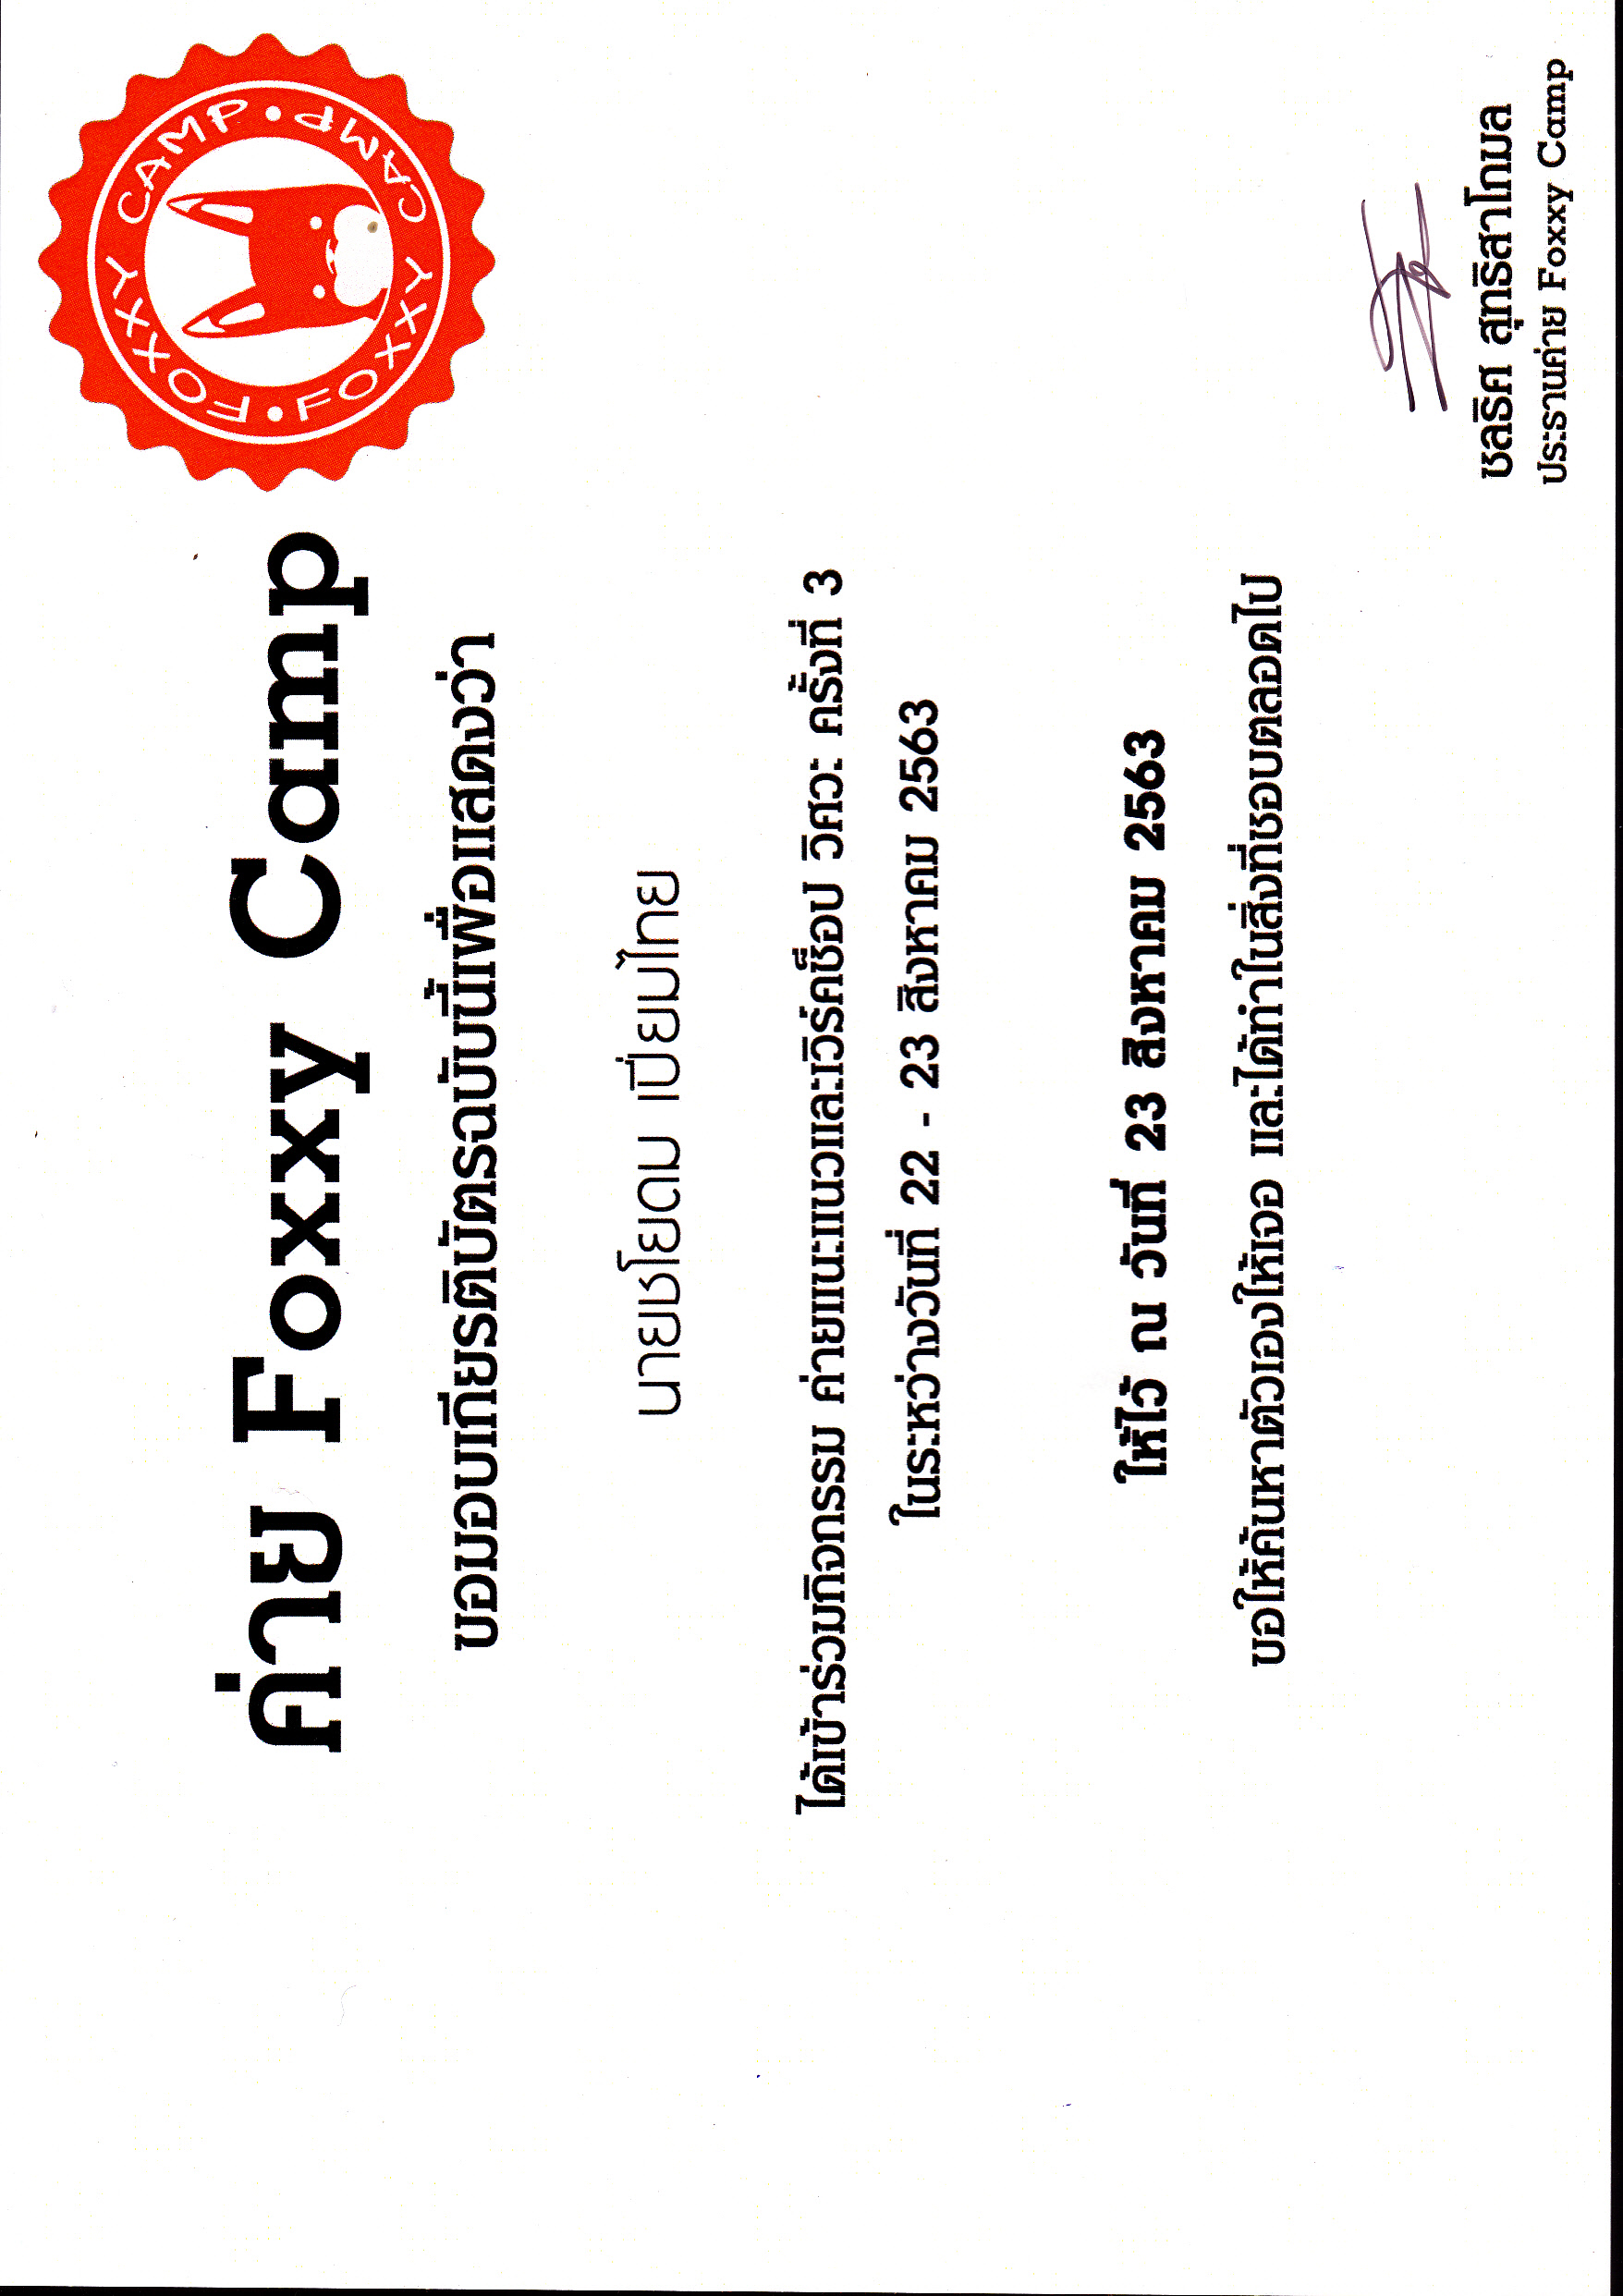 FOXXY CAMP • FOXXY CAMP •
ค่าย Foxxy Camp
ขอมอบเกียรติบัตรฉบับนี้เพื่อแสดงว่า
นายชโยดม เปี่ยมไทย
ได้เข้าร่วมกิจกรรม ค่ายแนะแนวและเวิร์คช็อป วิศวะ ครั้งที่ 3
ในระหว่างวันที่ 22 - 23 สิงหาคม 2563
ให้ไว้ ณ วันที่ 23 สิงหาคม 2563
ขอให้ค้นหาตัวเองให้เจอ และได้ทำในสิ่งที่ชอบตลอดไป
ชลธิศ สุทธิสาโกมล
ประธานค่าย Foxxy Camp